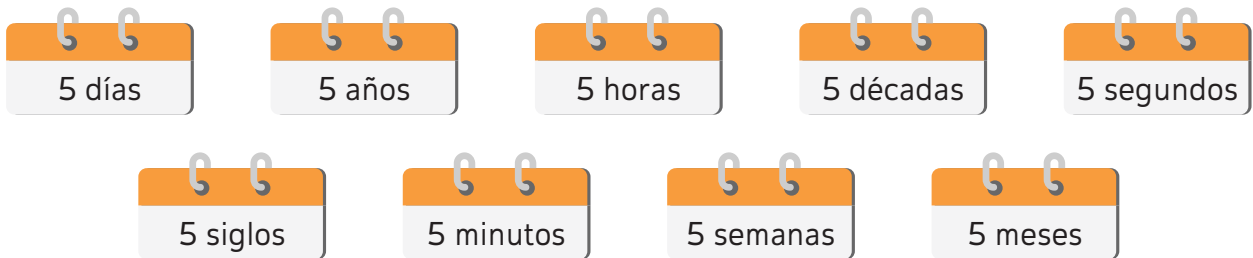 5 días
5 años
5 horas
5 décadas
5 segundos
5 siglos
5 minutos
5 semanas
5 meses